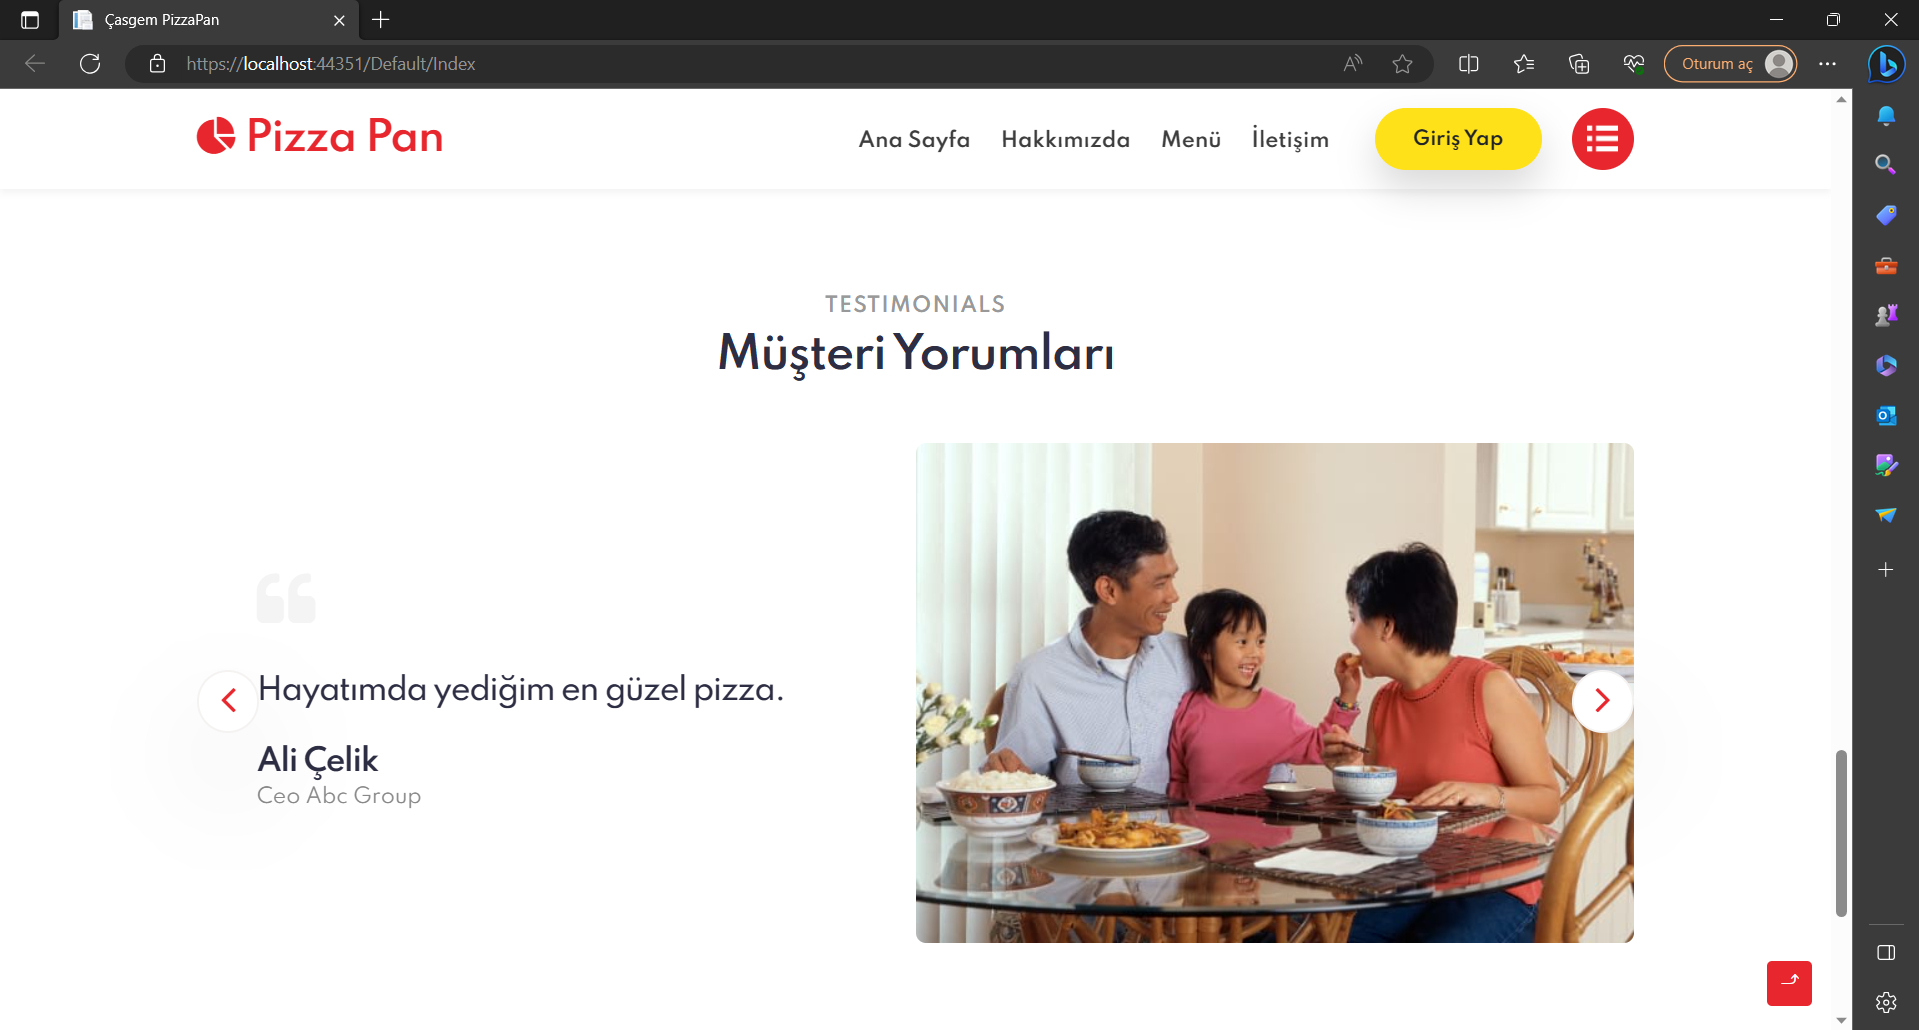 Çasgem PizzaPan
https://localhost:44351/Default/Index
Oturum aç
Pizza Pan
Ana Sayfa
Hakkımızda
Menü
İletişim
Giriş Yap
TESTIMONIALS
Müşteri Yorumları
Hayatımda yediğim en güzel pizza.
Ali Çelik
Ceo Abc Group